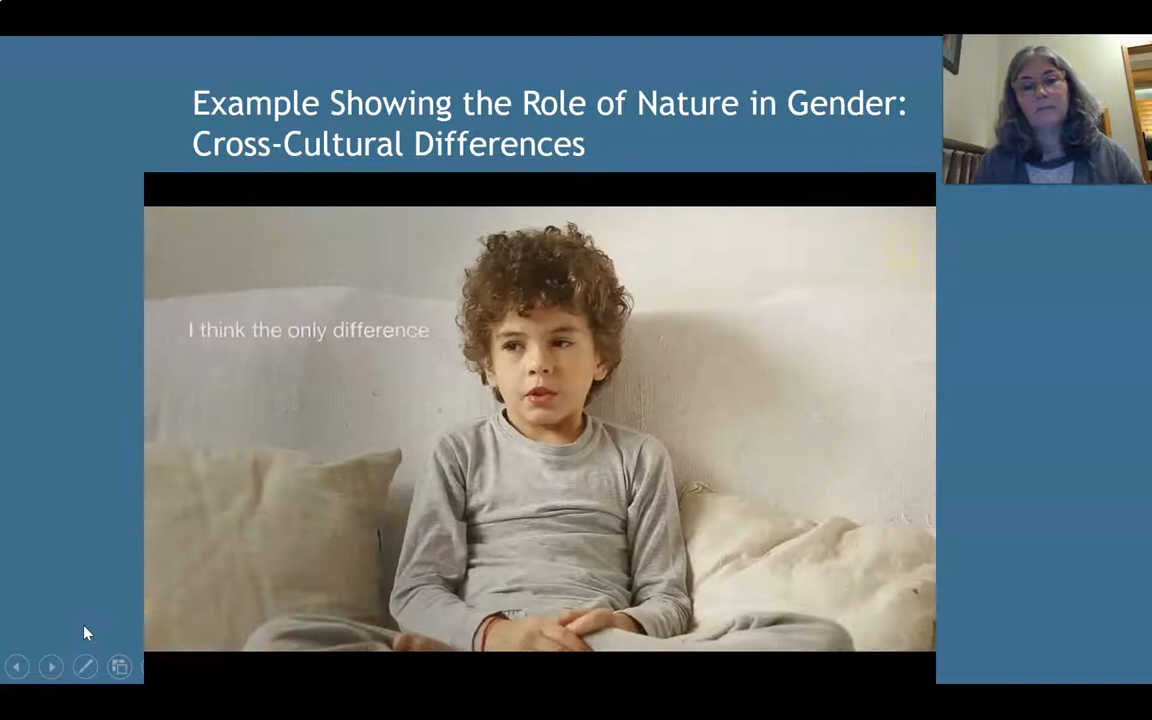 Example Showing the Role of Nature in Gender:
Cross-Cultural Differences
I think the only difference